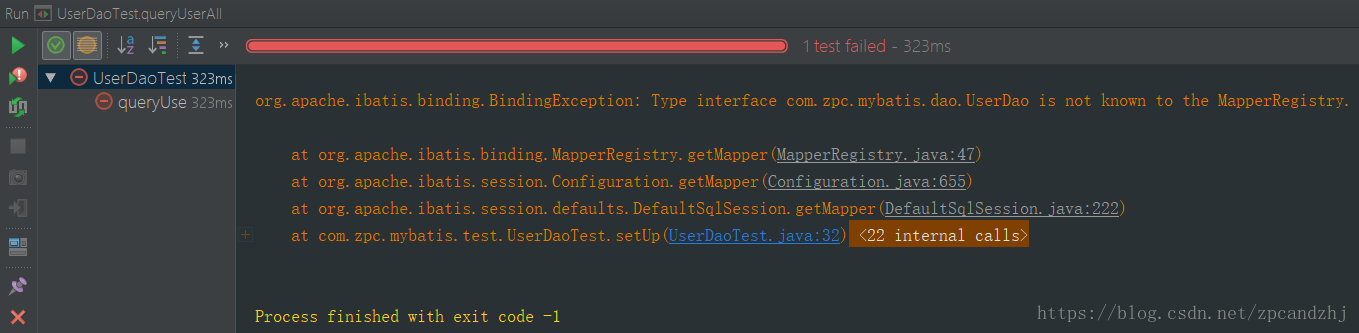 Run UserDaoTest.queryUserAll
1 test failed - 323ms
UserDaoTest 323ms
queryUse 323ms
org.apache.ibatis.binding.BindingException: Type interface com.zpc.mybatis.dao.UserDao is not known to the MapperRegistry.
at org.apache.ibatis.binding.MapperRegistry.getMapper(MapperRegistry.java:47)
at org.apache.ibatis.session.Configuration.getMapper(Configuration.java:655)
at org.apache.ibatis.session.defaults.DefaultSqlSession.getMapper(DefaultSqlSession.java:222)
at com.zpc.mybatis.test.UserDaoTest.setUp(UserDaoTest.java:32) <22 internal calls>
Process finished with exit code -1
https://blog.csdn.net/zpcandzhj